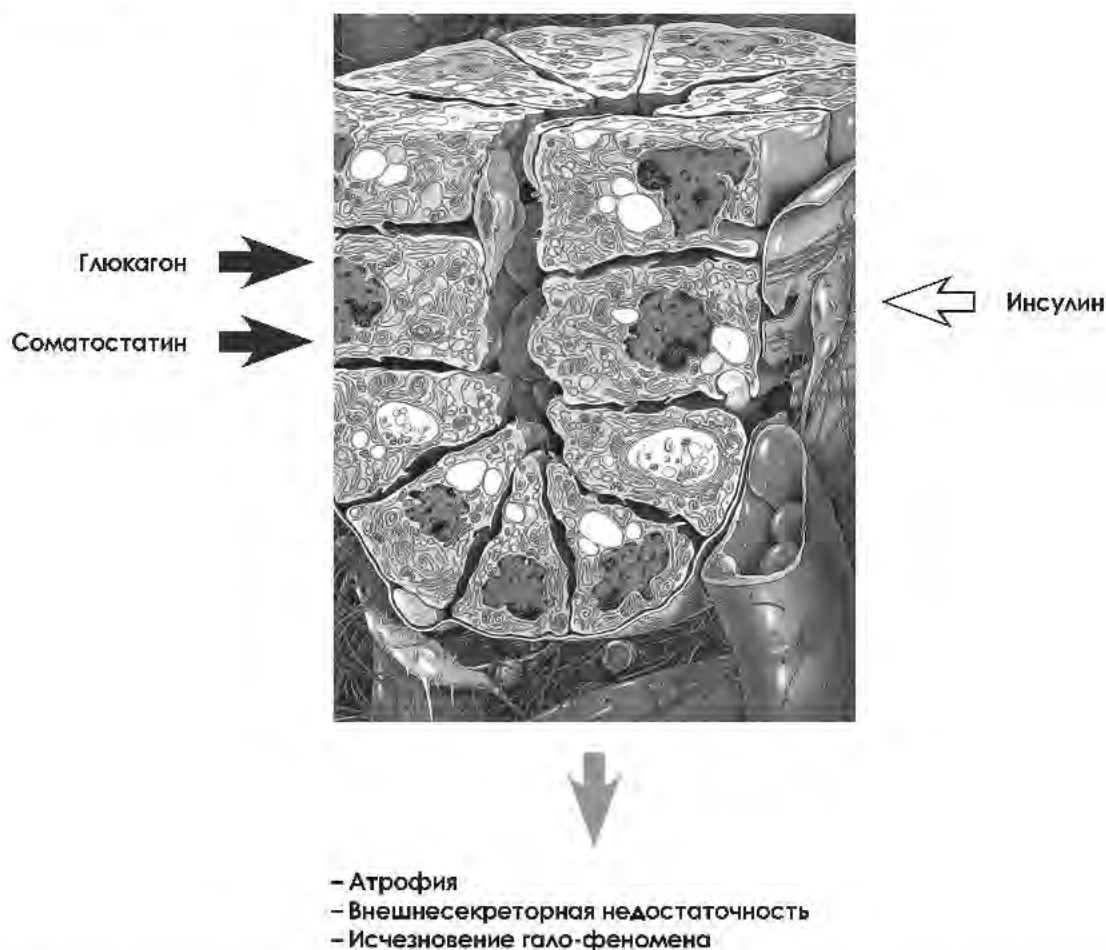 Глюкагон
Соматостатин
Инсулин
– Атрофия
– Внешнесекреторная недостаточность
– Исчезновение гало-феномена